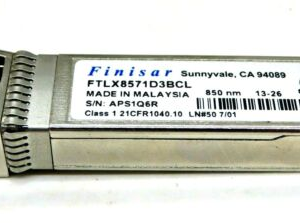 Finisar Sunnyvale, CA 94089
FTLX8571D3BCL
MADE IN MALAYSIA 850 nm 13-26
S/N: APS1Q6R
Class 1 21CFR1040.10 LN#50 7/01